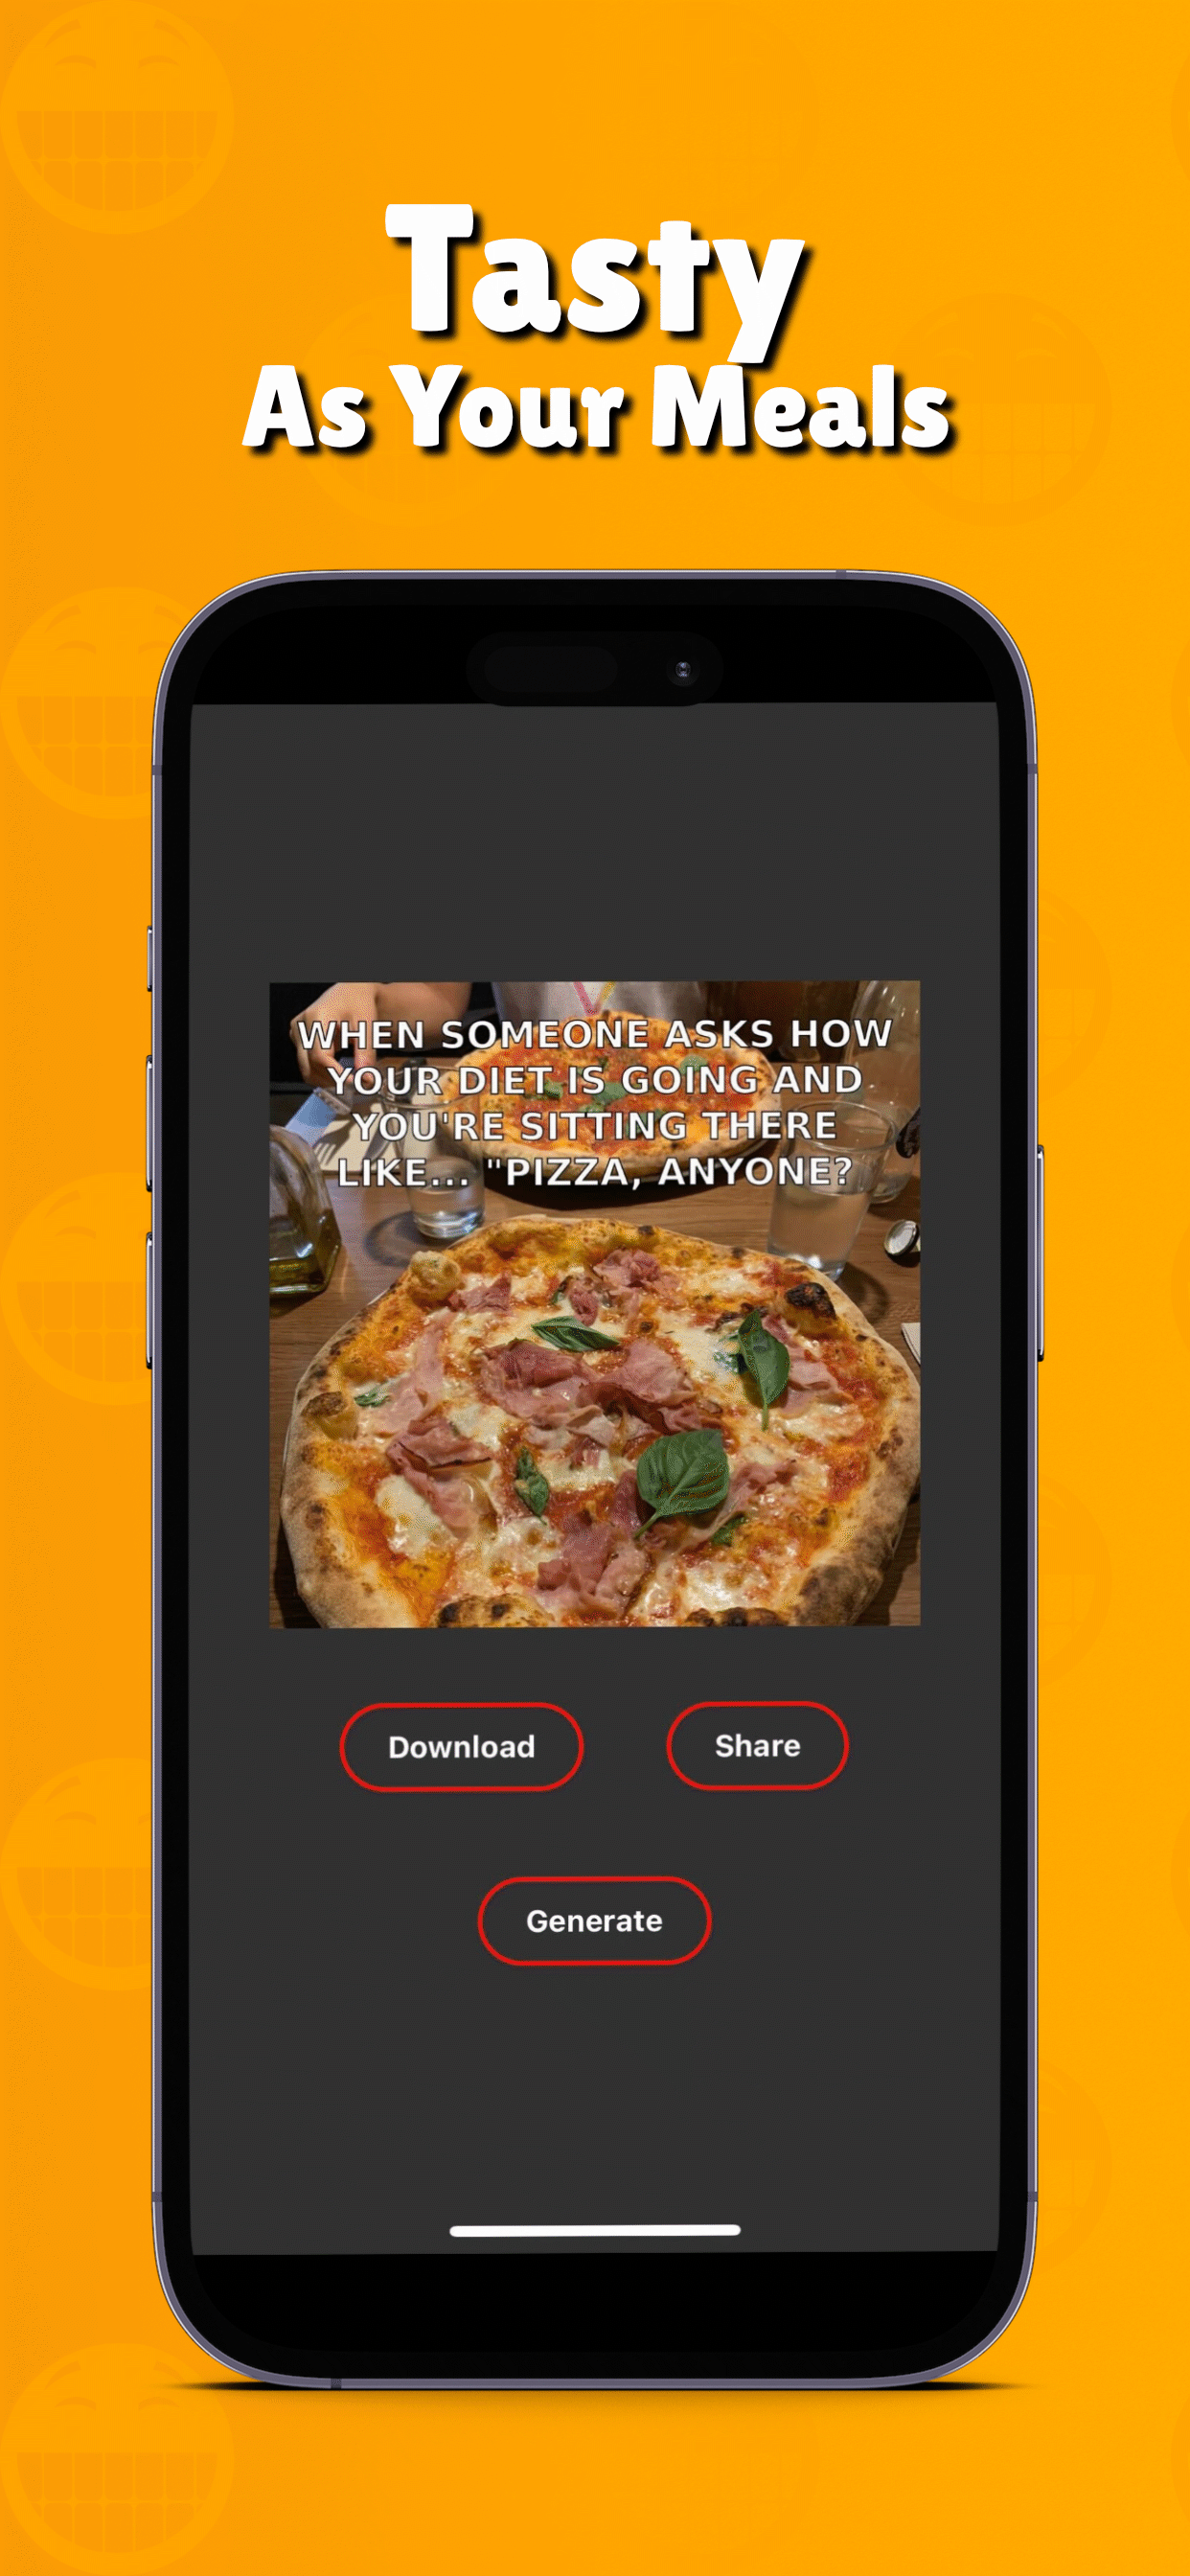 Tasty
As Your Meals
WHEN SOMEONE ASKS HOW
YOUR DIET IS GOING AND
YOU'RE SITTING THERE
LIKE... "PIZZA, ANYONE?
Download
Share
Generate